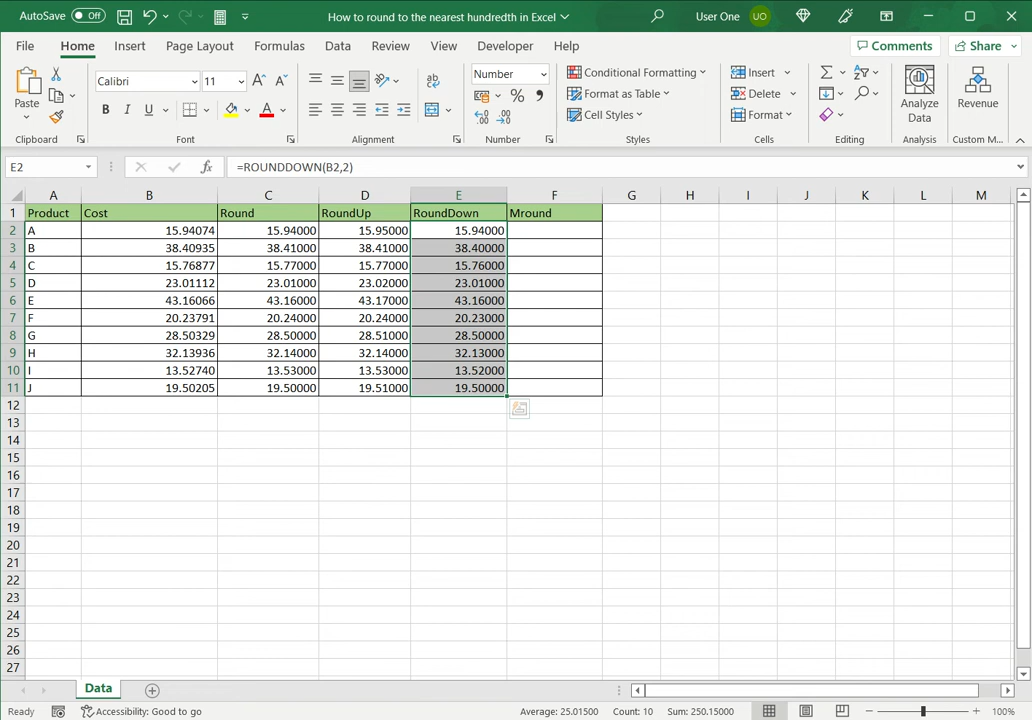 AutoSave Off How to round to the nearest hundredth in Excel User One UO
File Home Insert Page Layout Formulas Data Review View Developer Help Comments Share
Calibri 11 A A Number Conditional Formatting Insert
Paste B I U A % Format as Table Delete Analyze Data Revenue
Cell Styles Format
Clipboard Font Alignment Number Styles Cells Editing Analysis Custom M...
E2 fx =ROUNDDOWN(B2,2)
A B C D E F G H I J K L M
1 Product Cost Round RoundUp RoundDown Mround
2 A 15.94074 15.94000 15.95000 15.94000
3 B 38.40935 38.41000 38.41000 38.40000
4 C 15.76877 15.77000 15.77000 15.76000
5 D 23.01112 23.01000 23.02000 23.01000
6 E 43.16066 43.16000 43.17000 43.16000
7 F 20.23791 20.24000 20.24000 20.23000
8 G 28.50329 28.50000 28.51000 28.50000
9 H 32.13936 32.14000 32.14000 32.13000
10 I 13.52740 13.53000 13.53000 13.52000
11 J 19.50205 19.50000 19.51000 19.50000
12
13
14
15
16
17
18
19
20
21
22
23
24
25
26
27
Data
Ready Accessibility: Good to go Average: 25.01500 Count: 10 Sum: 250.15000 100%